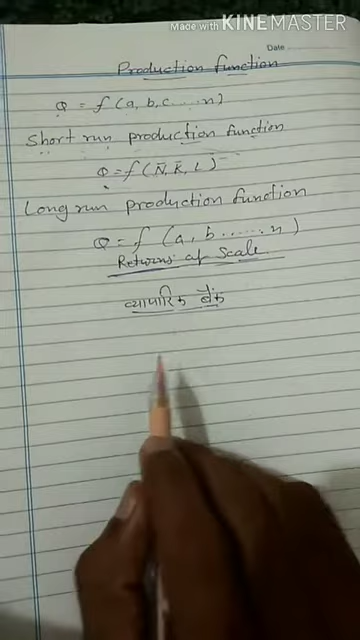 Made with KINEMASTER
Date
Production function
Q = f (a, b, c.....n)
Short run production function
Q = f (N̄, K̄, L)
Long run production function
Q = f (a, b ...... n)
Returns of Scale
व्यापारिक बैंक